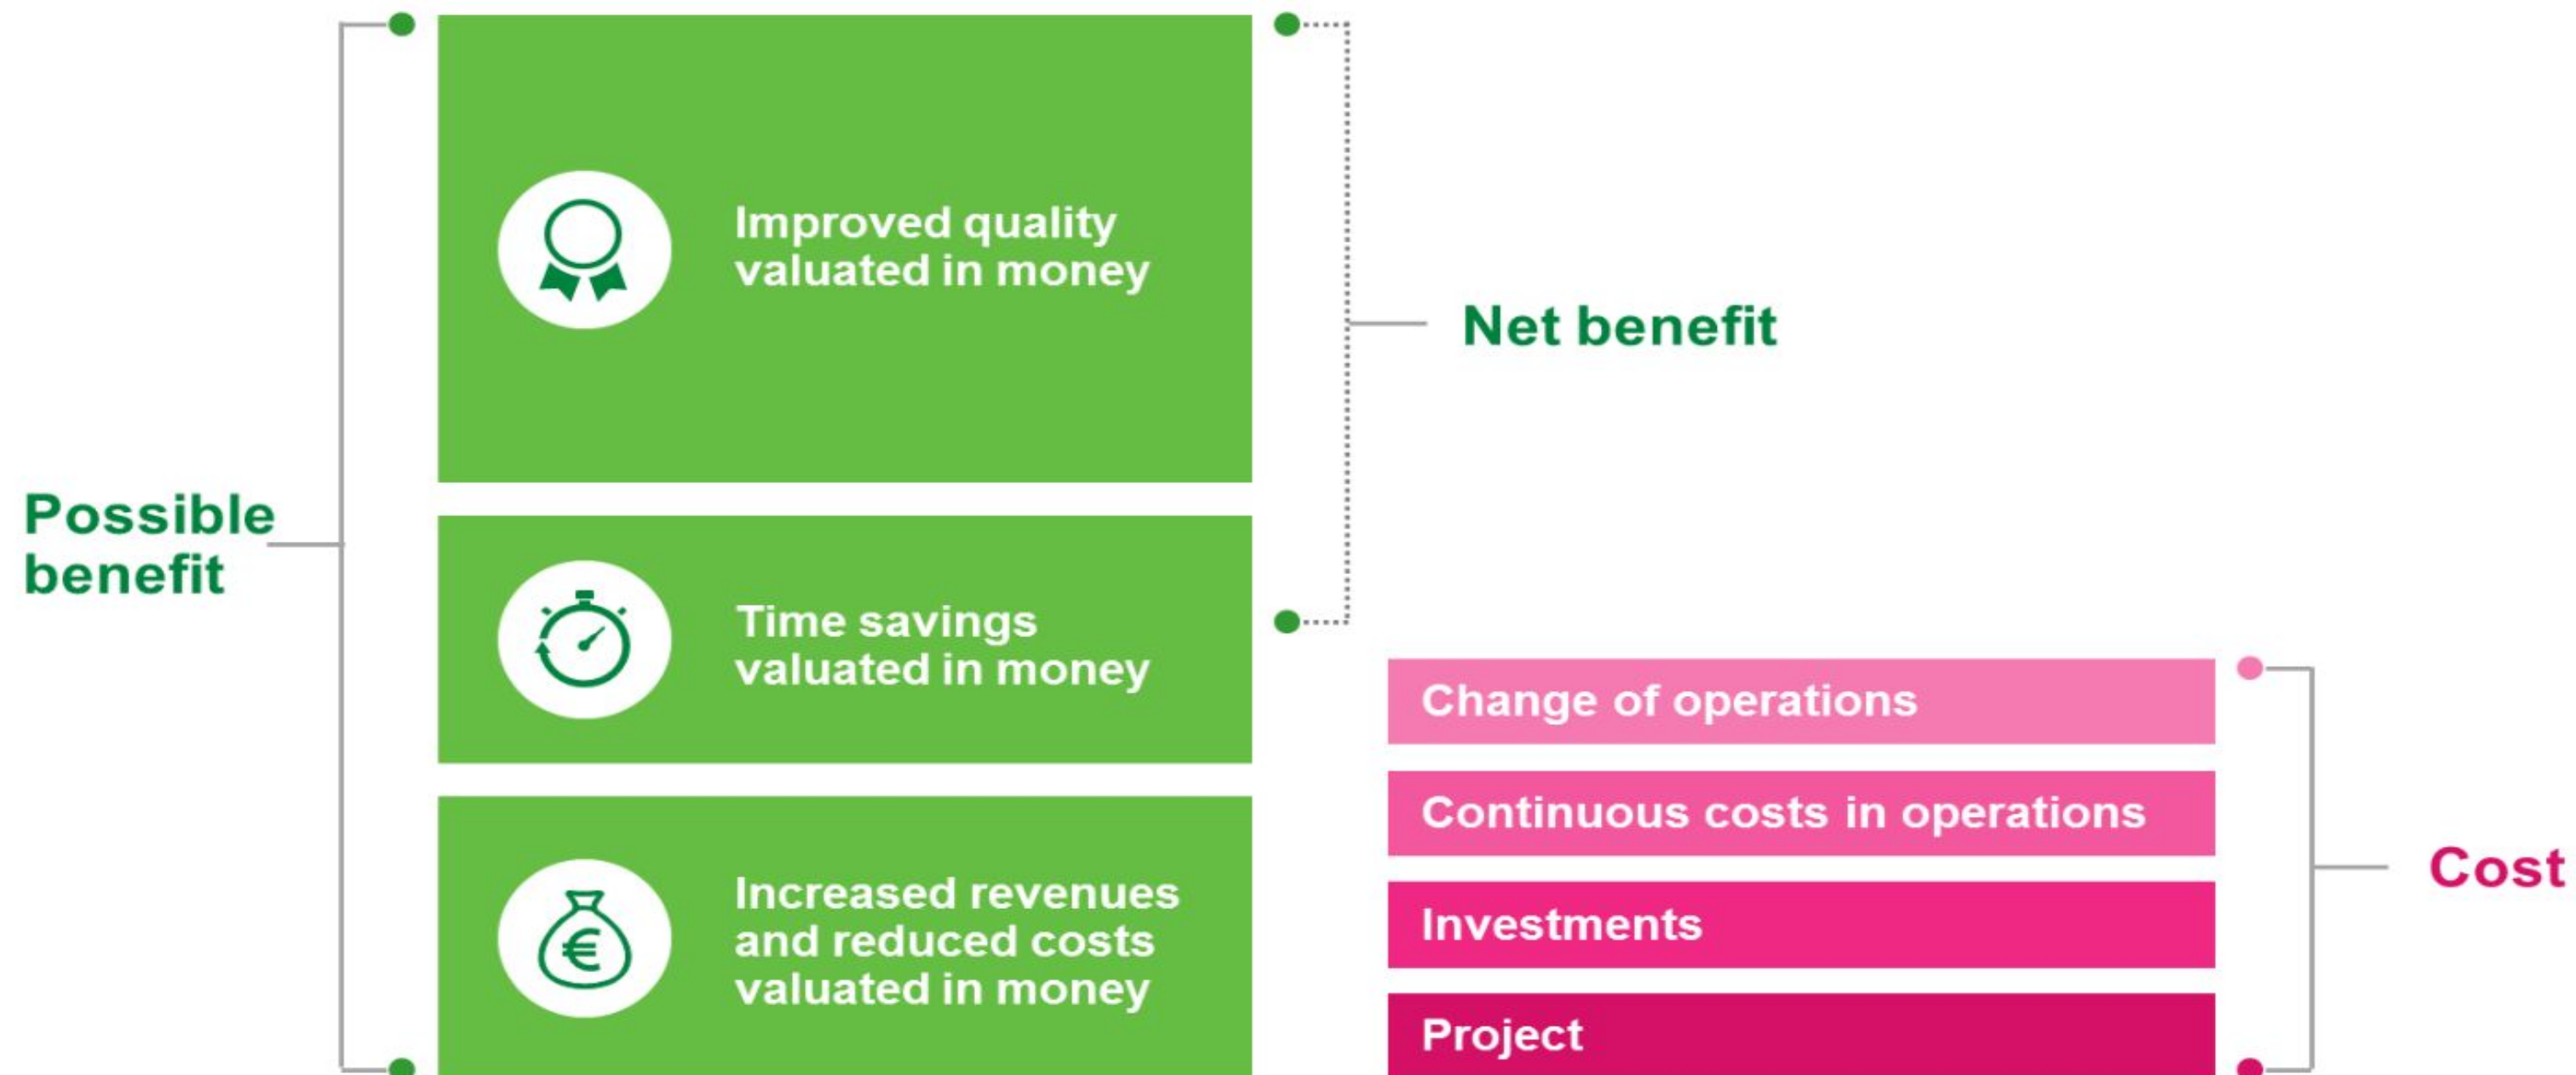 Possible
benefit
Improved quality
valuated in money
Time savings
valuated in money
Increased revenues
and reduced costs
valuated in money
€
Net benefit
Change of operations
Continuous costs in operations
Investments
Project
Cost